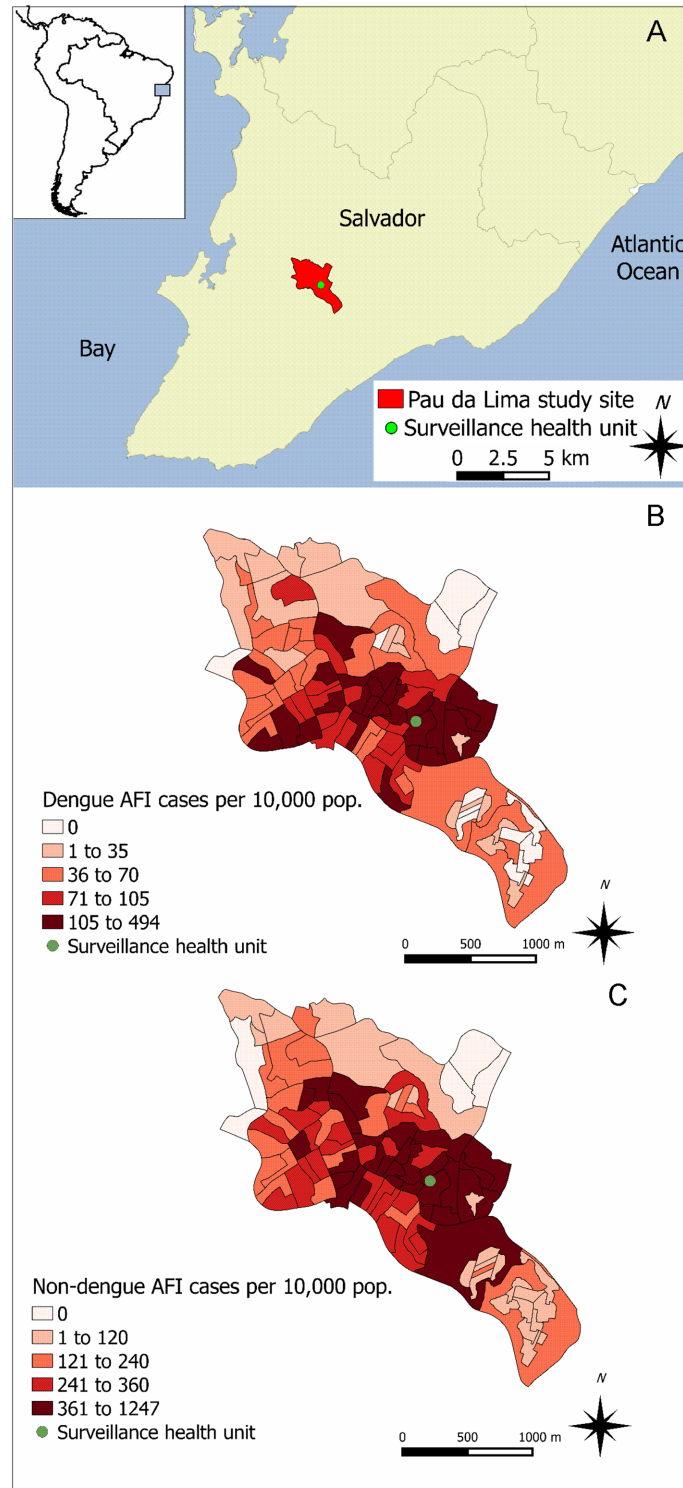 A
Salvador
Atlantic
Ocean
Bay
Pau da Lima study site
N
Surveillance health unit
0 2.5 5 km
B
Dengue AFI cases per 10,000 pop.
0
1 to 35
36 to 70
71 to 105
105 to 494
Surveillance health unit
N
0 500 1000 m
C
Non-dengue AFI cases per 10,000 pop.
0
1 to 120
121 to 240
241 to 360
361 to 1247
Surveillance health unit
N
0 500 1000 m